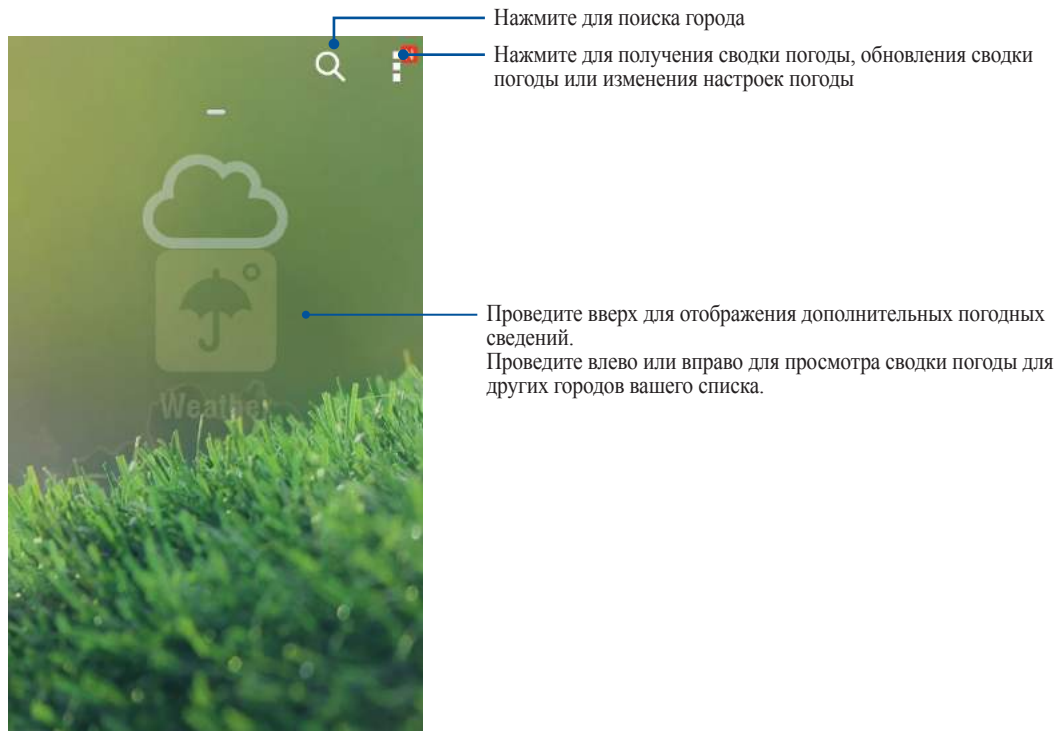 Нажмите для поиска города
Нажмите для получения сводки погоды, обновления сводки
погоды или изменения настроек погоды
Проведите вверх для отображения дополнительных погодных
сведений.
Проведите влево или вправо для просмотра сводки погоды для
других городов вашего списка.
Weather